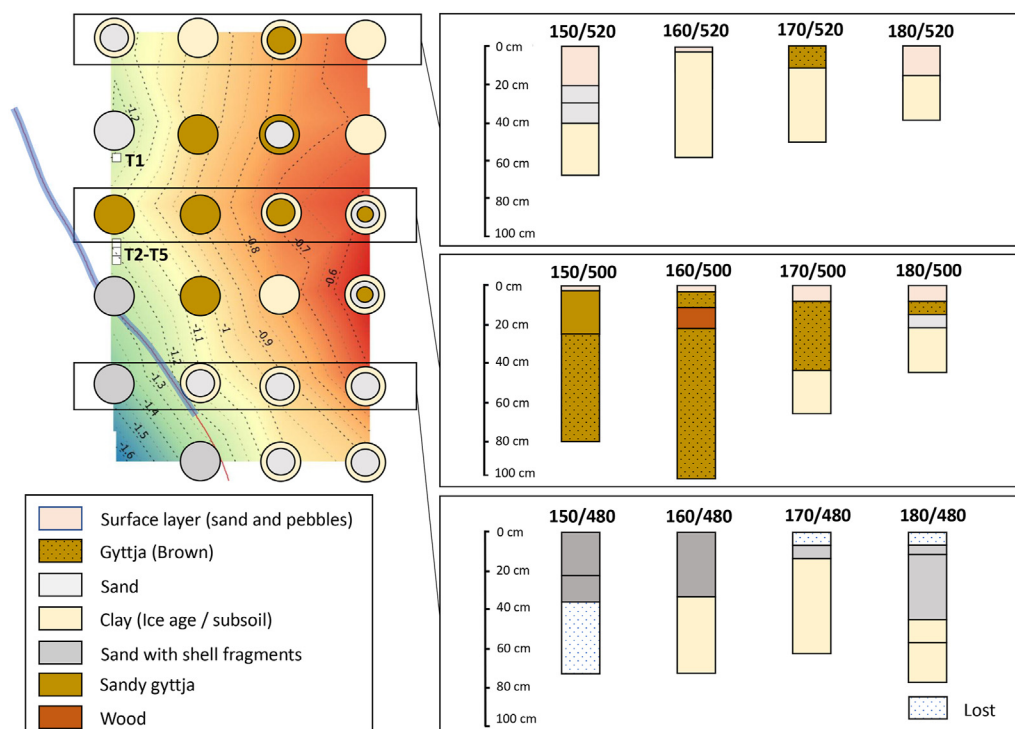 150/520 160/520 170/520 180/520
0 cm
20 cm
40 cm
60 cm
80 cm
100 cm
150/500 160/500 170/500 180/500
0 cm
20 cm
40 cm
60 cm
80 cm
100 cm
150/480 160/480 170/480 180/480
0 cm
20 cm
40 cm
60 cm
80 cm
100 cm
Lost
-1.2
T1
T2-T5
-0.8
-0.7
-0.6
-0.9
-1
-1.1
-1.2
-1.3
-1.4
-1.5
-1.6
Surface layer (sand and pebbles)
Gyttja (Brown)
Sand
Clay (Ice age / subsoil)
Sand with shell fragments
Sandy gyttja
Wood